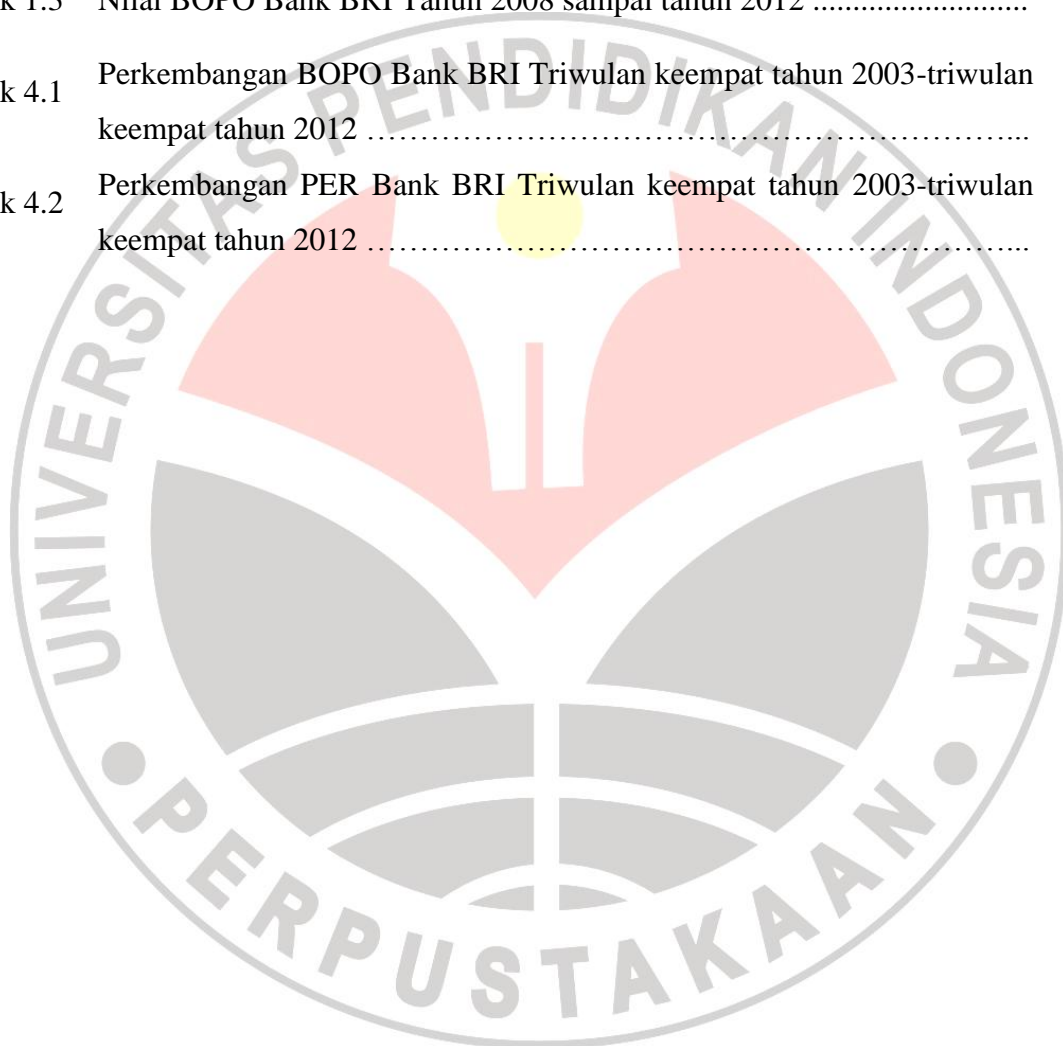 k 1.3 Nilai BOPO Bank BRI Tahun 2008 sampai tahun 2012 ...........................
k 4.1 Perkembangan BOPO Bank BRI Triwulan keempat tahun 2003-triwulan
keempat tahun 2012 …………………………………………………………...
k 4.2 Perkembangan PER Bank BRI Triwulan keempat tahun 2003-triwulan
keempat tahun 2012 …………………………………………………………...
UNIVERSITAS PENDIDIKAN INDONESIA
PERPUSTAKAAN